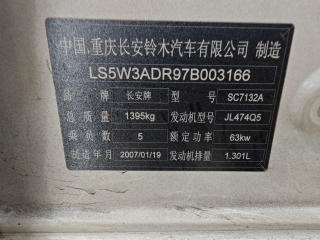 中国.重庆长安铃木汽车有限公司 制造
LS5W3ADR97B003166
品牌 长安牌 型号 SC7132A
总质量 1395kg 发动机型号 JL474Q5
乘员数 5 额定功率 63kw
制造年月 2007/01/19 发动机排量 1.301L